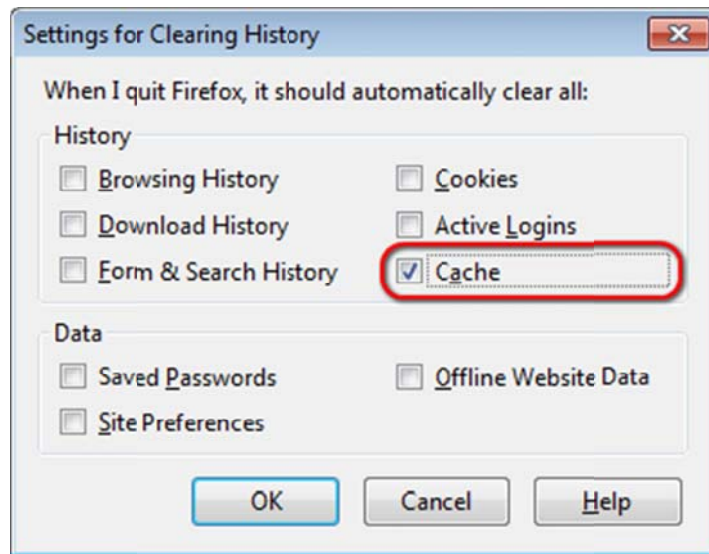 Settings for Clearing History
When I quit Firefox, it should automatically clear all:
History
Browsing History
Cookies
Download History
Active Logins
Form & Search History
Cache
Data
Saved Passwords
Offline Website Data
Site Preferences
OK
Cancel
Help